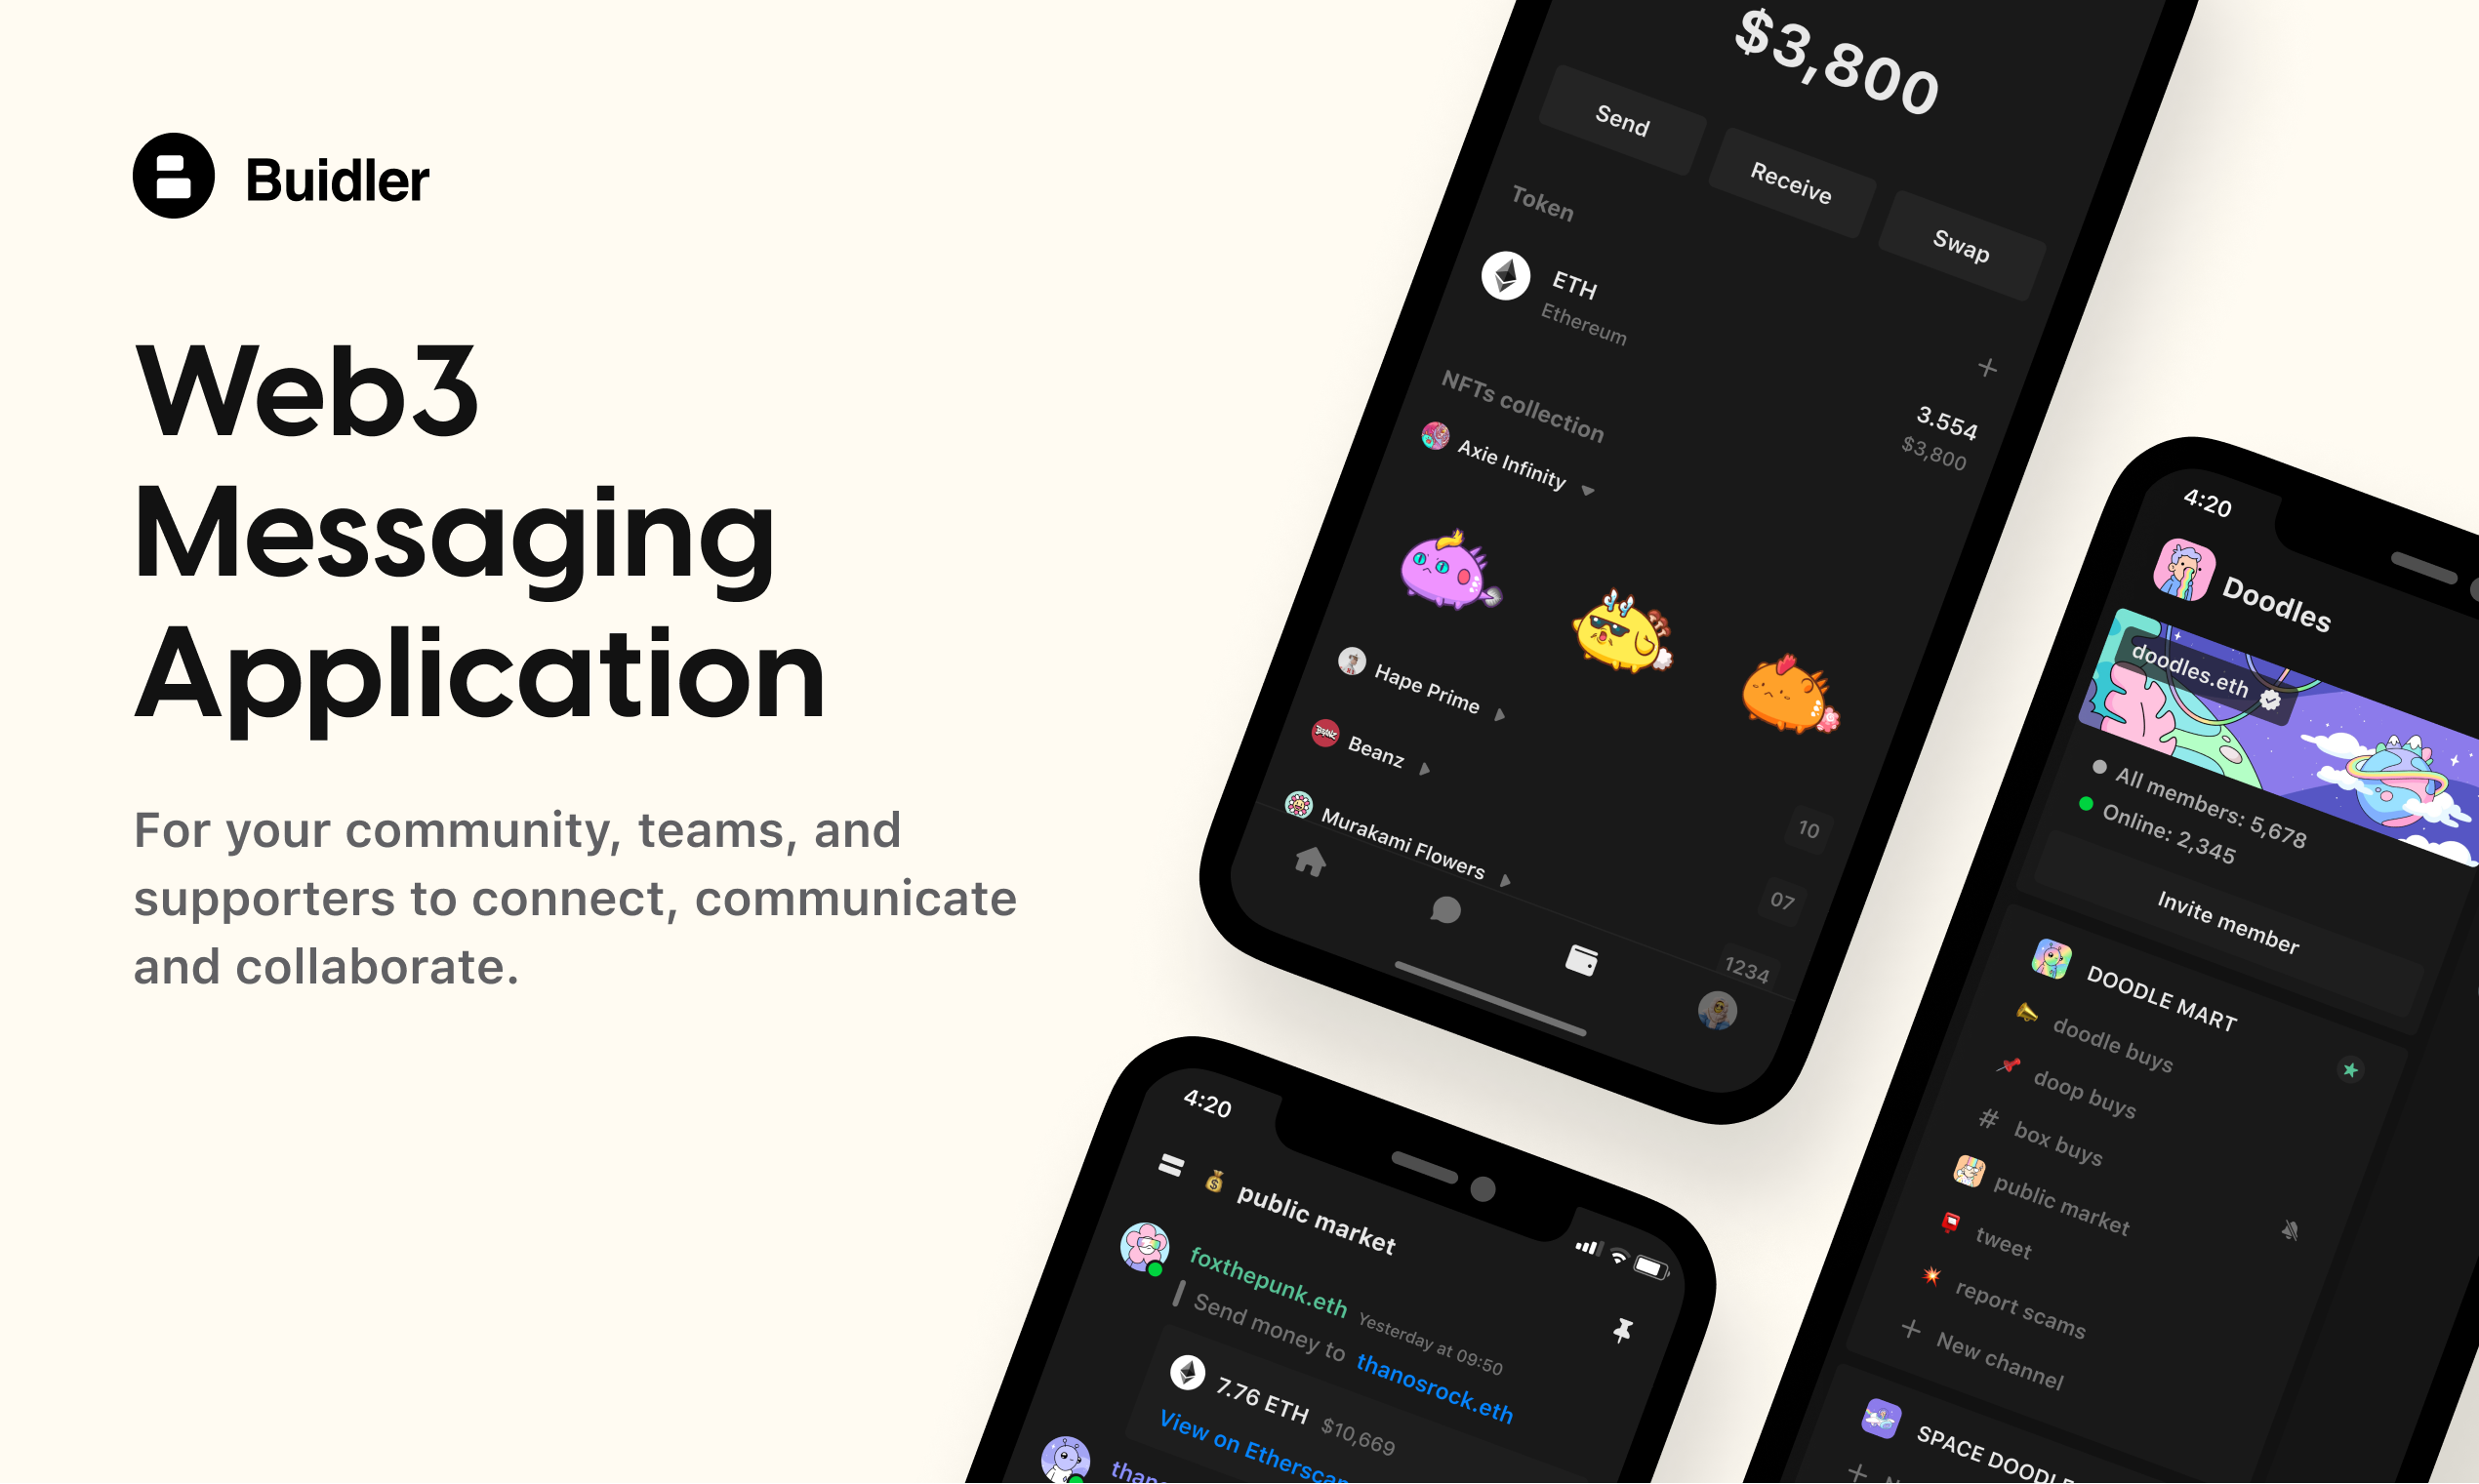 Buidler
Web3
Messaging
Application
For your community, teams, and
supporters to connect, communicate
and collaborate.
$3,800
Send
Receive
Swap
Token
ETH
Ethereum
3.554
$3,800
NFTs collection
Axie Infinity
Hape Prime
10
Beanz
07
Murakami Flowers
1234
4:20
Doodles
doodles.eth
All members: 5,678
Online: 2,345
Invite member
DOODLE MART
doodle buys
doop buys
# box buys
public market
tweet
report scams
+ New channel
SPACE DOODLE
4:20
public market
foxthepunk.eth Yesterday at 09:50
Send money to thanosrock.eth
7.76 ETH $10,669
View on Etherscan